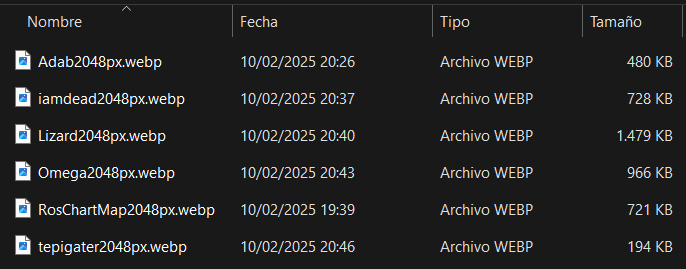 Nombre Fecha Tipo Tamaño
Adab2048px.webp 10/02/2025 20:26 Archivo WEBP 480 KB
iamdead2048px.webp 10/02/2025 20:37 Archivo WEBP 728 KB
Lizard2048px.webp 10/02/2025 20:40 Archivo WEBP 1.479 KB
Omega2048px.webp 10/02/2025 20:43 Archivo WEBP 966 KB
RosChartMap2048px.webp 10/02/2025 19:39 Archivo WEBP 721 KB
tepigater2048px.webp 10/02/2025 20:46 Archivo WEBP 194 KB